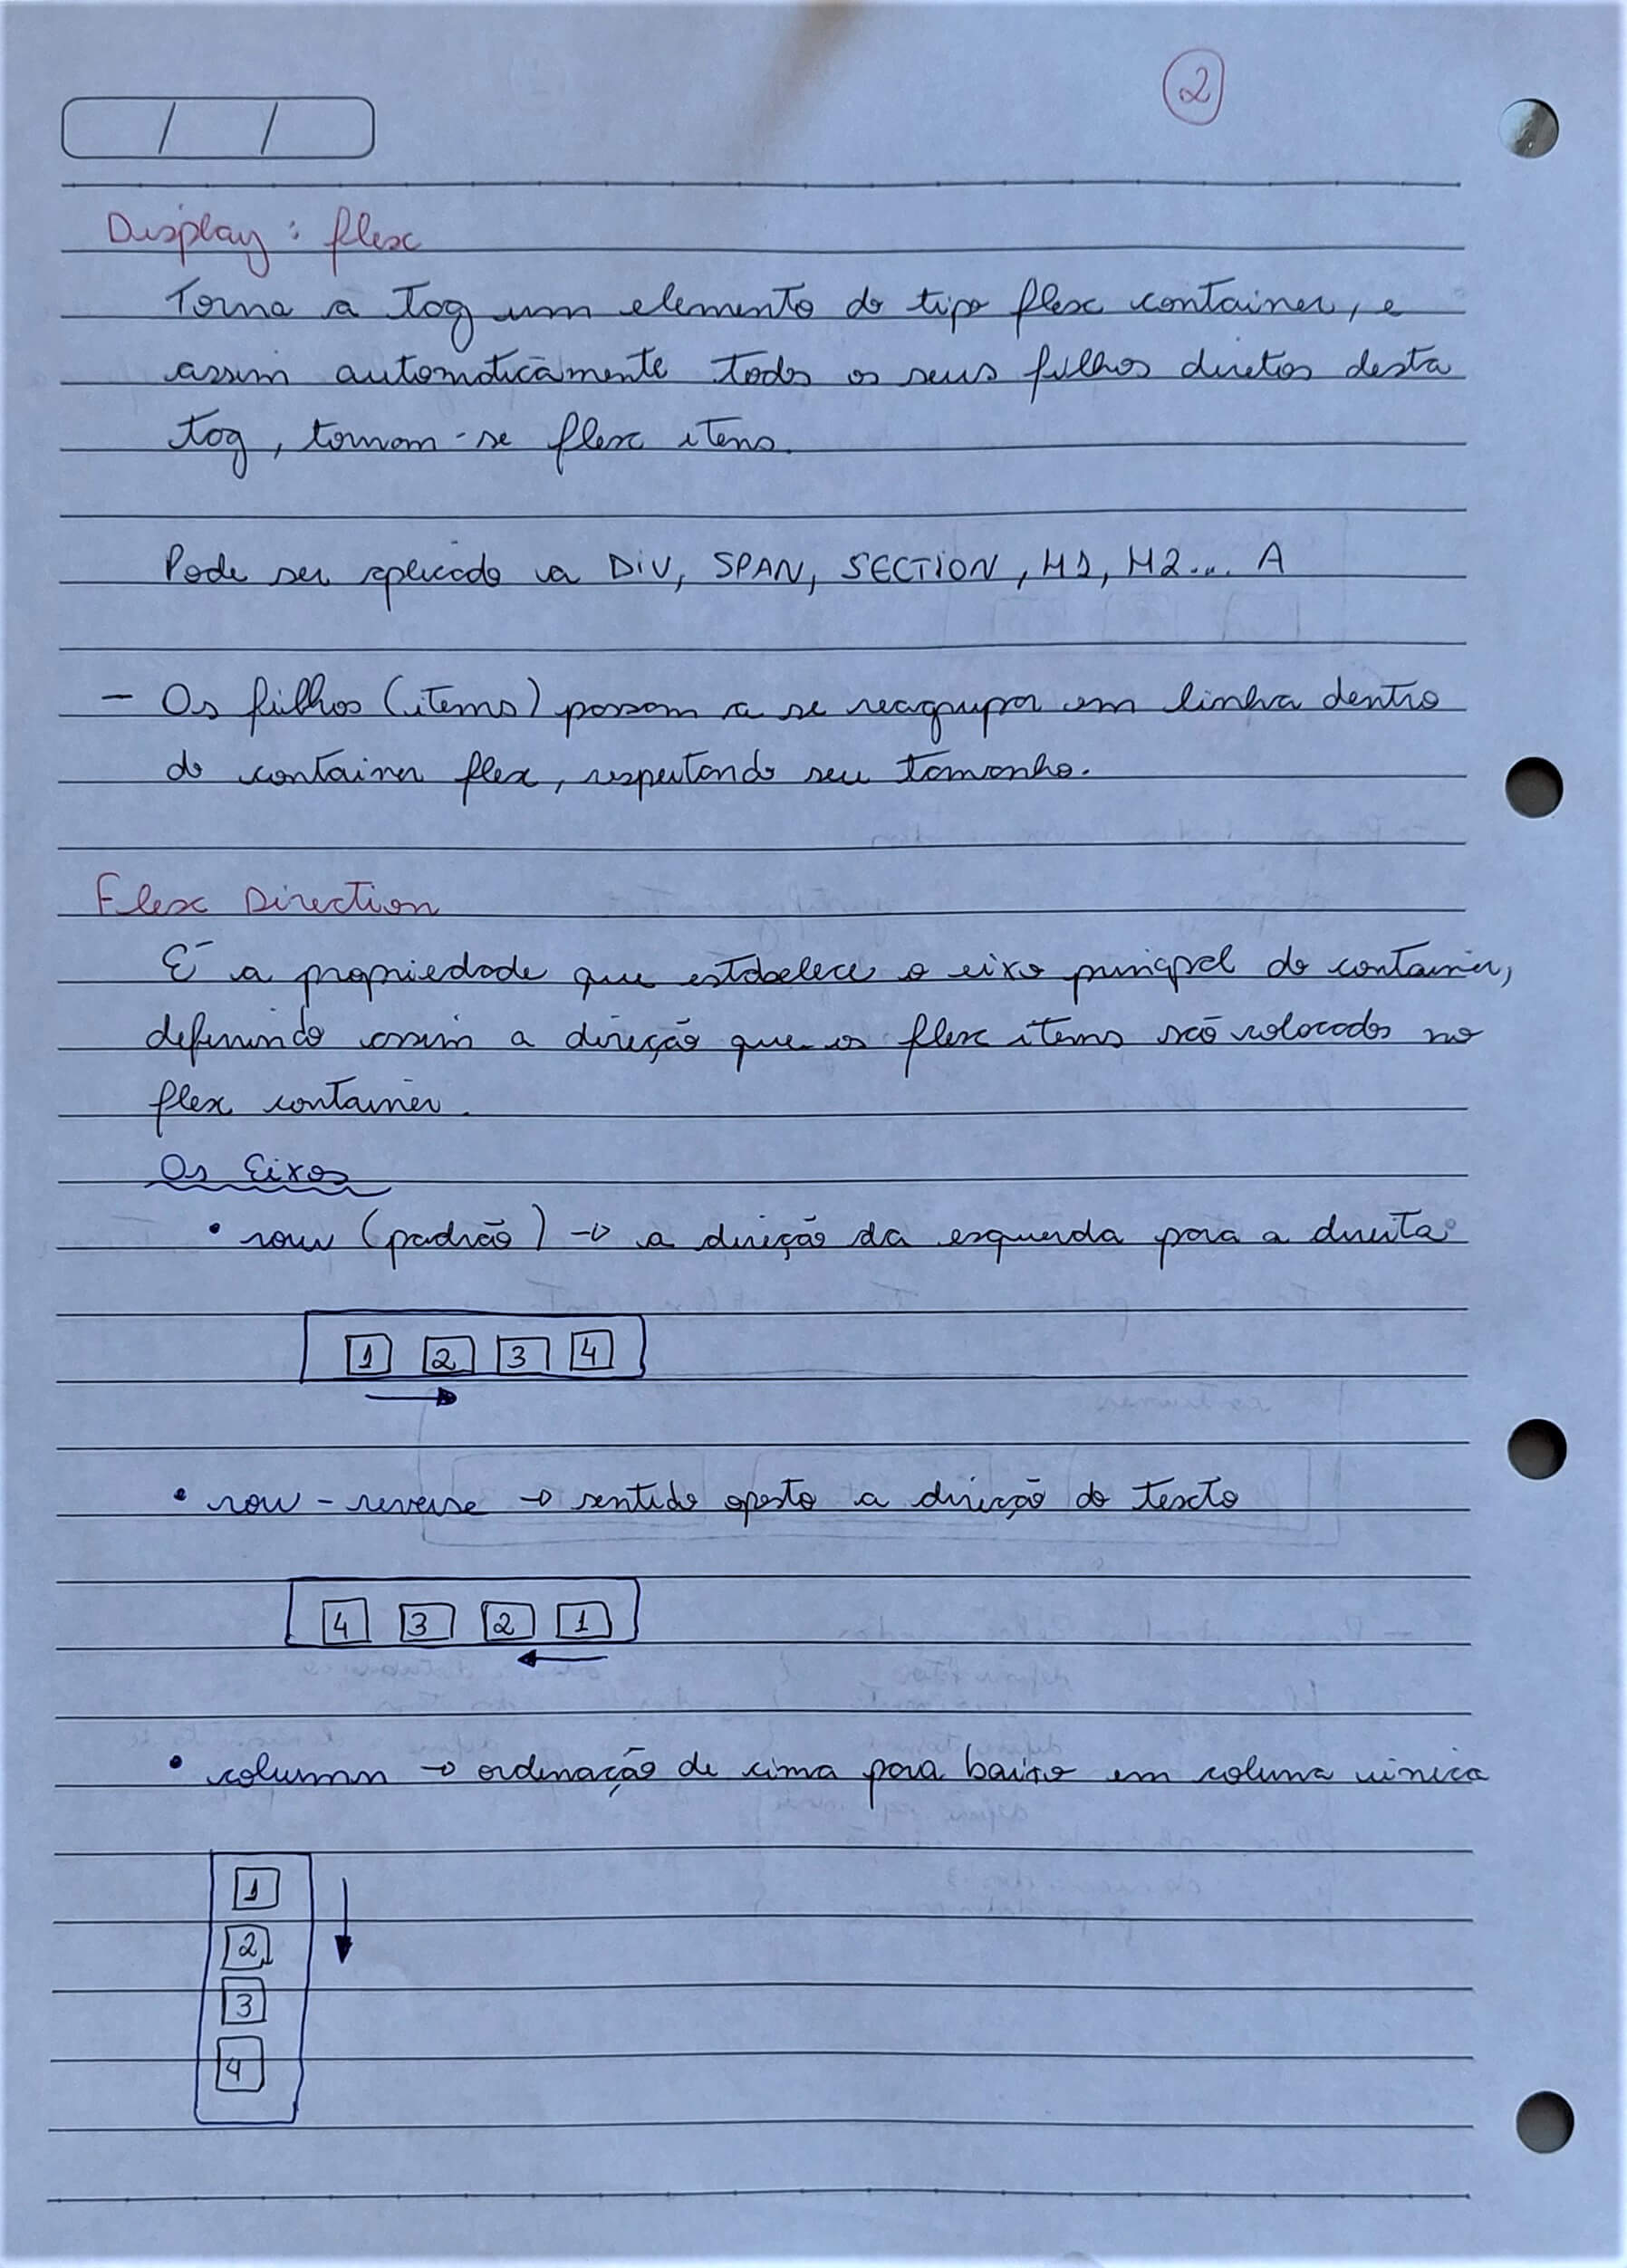 2
/ /
Display: flex
Torna a Tag um elemento do tipo flex container, e
assim automáticamente todos os seus filhos diretos desta
tag, tornam-se flex itens.
Pode ser aplicado a DIV, SPAN, SECTION, H1, H2... A
- Os filhos (items) passam a se reagrupar em linha dentro
do container flex, respeitando seu tamanho.
Flex Direction
É a propriedade que estabelece o eixo principal do container,
definindo assim a direção que os flex items são colocados no
flex container.
Os Eixos
• row (padrão) → a direção da esquerda para a direita
1 2 3 4
• row-reverse → sentido oposto a direção do texto
4 3 2 1
• column → ordenação de cima para baixo em coluna única
1
2
3
4